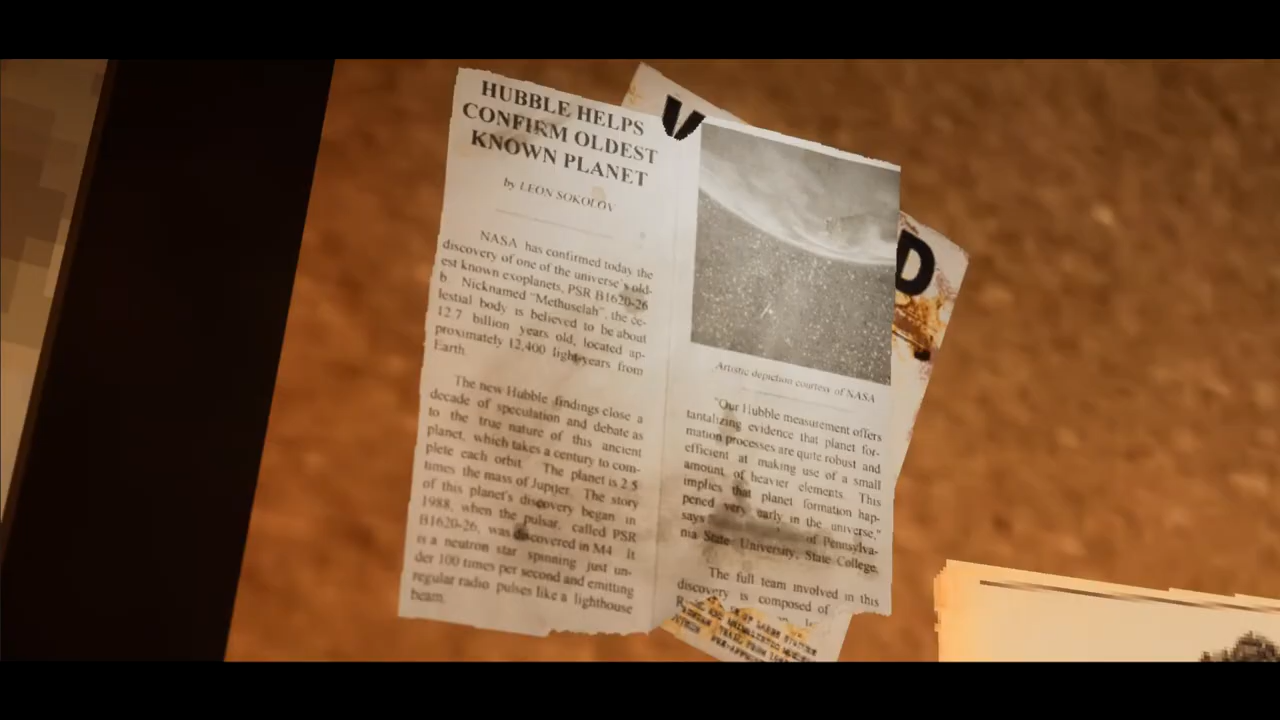 HUBBLE HELPS
CONFIRM OLDEST
KNOWN PLANET
by LEON SOKOLOV
NASA has confirmed today the
discovery of one of the universe's old-
est known exoplanets, PSR B1620-26
b. Nicknamed "Methuselah", the ce-
lestial body is believed to be about
12.7 billion years old, located ap-
proximately 12,400 light-years from
Earth.
The new Hubble findings close a
decade of speculation and debate as
to the true nature of this ancient
planet, which takes a century to com-
plete each orbit. The planet is 2.5
times the mass of Jupiter. The story
of this planet's discovery began in
1988, when the pulsar, called PSR
B1620-26, was discovered in M4. It
is a neutron star spinning just un-
der 100 times per second and emitting
regular radio pulses like a lighthouse
beam.
Artistic depiction courtesy of NASA
"Our Hubble measurement offers
tantalizing evidence that planet for-
mation processes are quite robust and
efficient at making use of a small
amount of heavier elements. This
implies that planet formation hap-
pened very early in the universe,"
says of Pennsylva-
nia State University, State College.
The full team involved in this
discovery is composed of
V
D